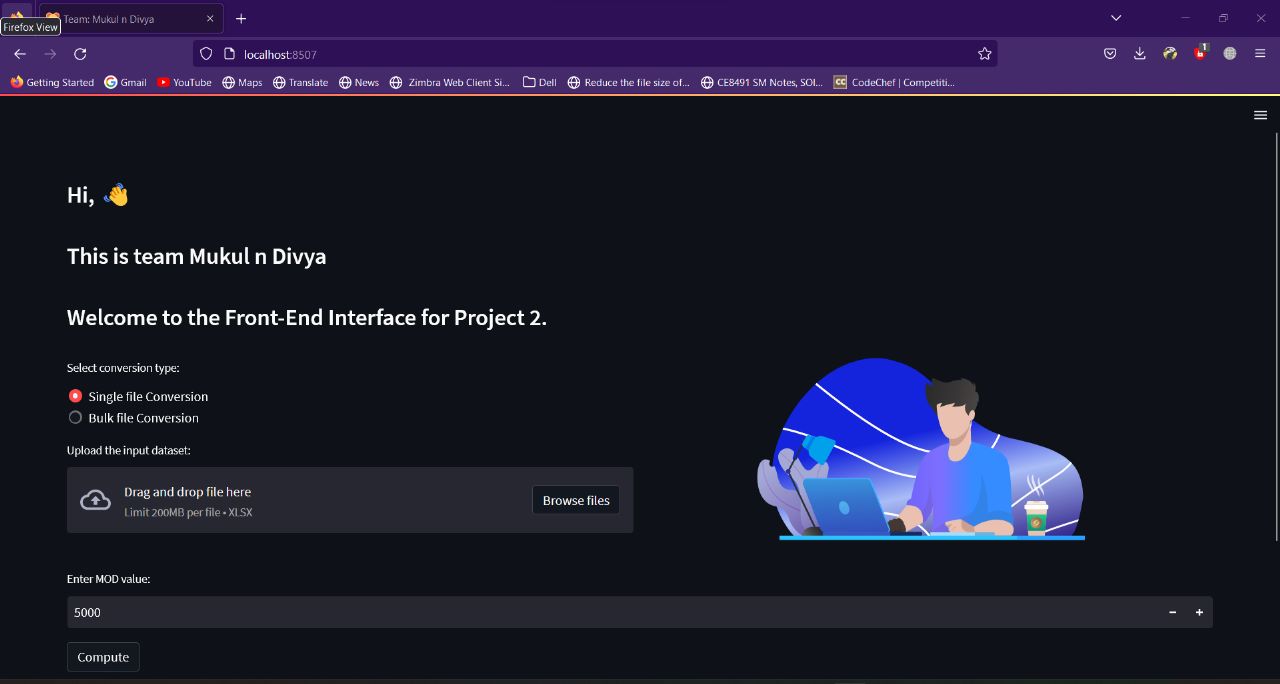 Team: Mukul n Divya
Firefox View
localhost:8507
1
Getting Started Gmail YouTube Maps Translate News Zimbra Web Client Si... Dell Reduce the file size of... CE8491 SM Notes, SOl... CC CodeChef | Competiti...
Hi, 👋
This is team Mukul n Divya
Welcome to the Front-End Interface for Project 2.
Select conversion type:
Single file Conversion
Bulk file Conversion
Upload the input dataset:
Drag and drop file here
Limit 200MB per file • XLSX
Browse files
Enter MOD value:
5000
Compute